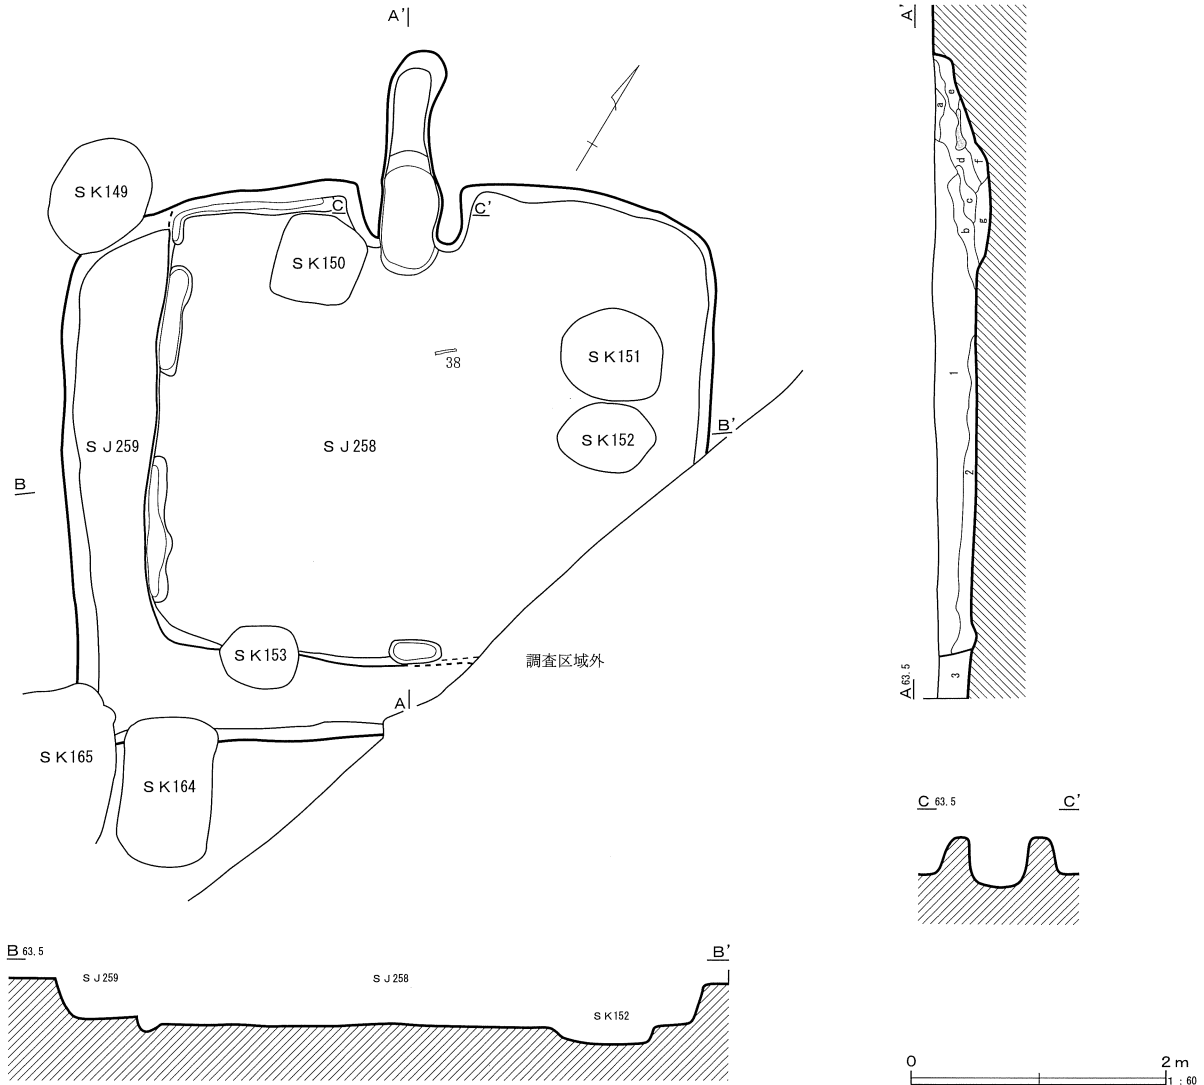 A'
A'
SK149
C
C'
SK150
a
e
d
f
c
b
g
SK151
38
1
SK152
B'
SJ259
SJ258
B
2
SK153
調査区域外
A
A 63.5
3
SK165
SK164
C 63.5
C'
B 63.5
B'
SJ259
SJ258
SK152
0
2m
1:60